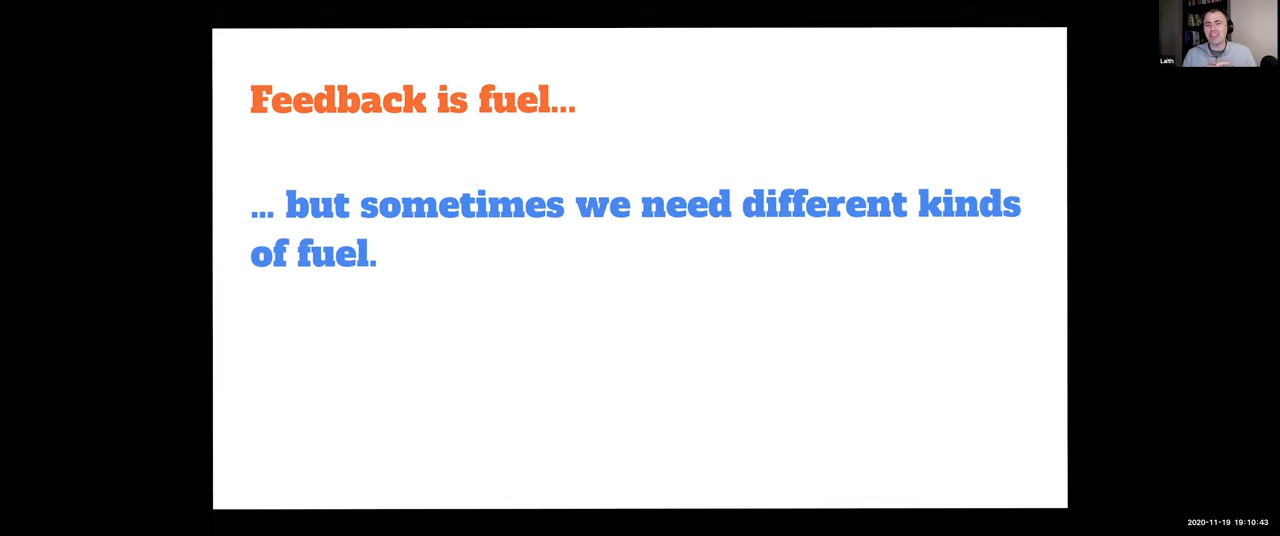 Feedback is fuel...
... but sometimes we need different kinds
of fuel.
Laith
2020-11-19 19:10:43